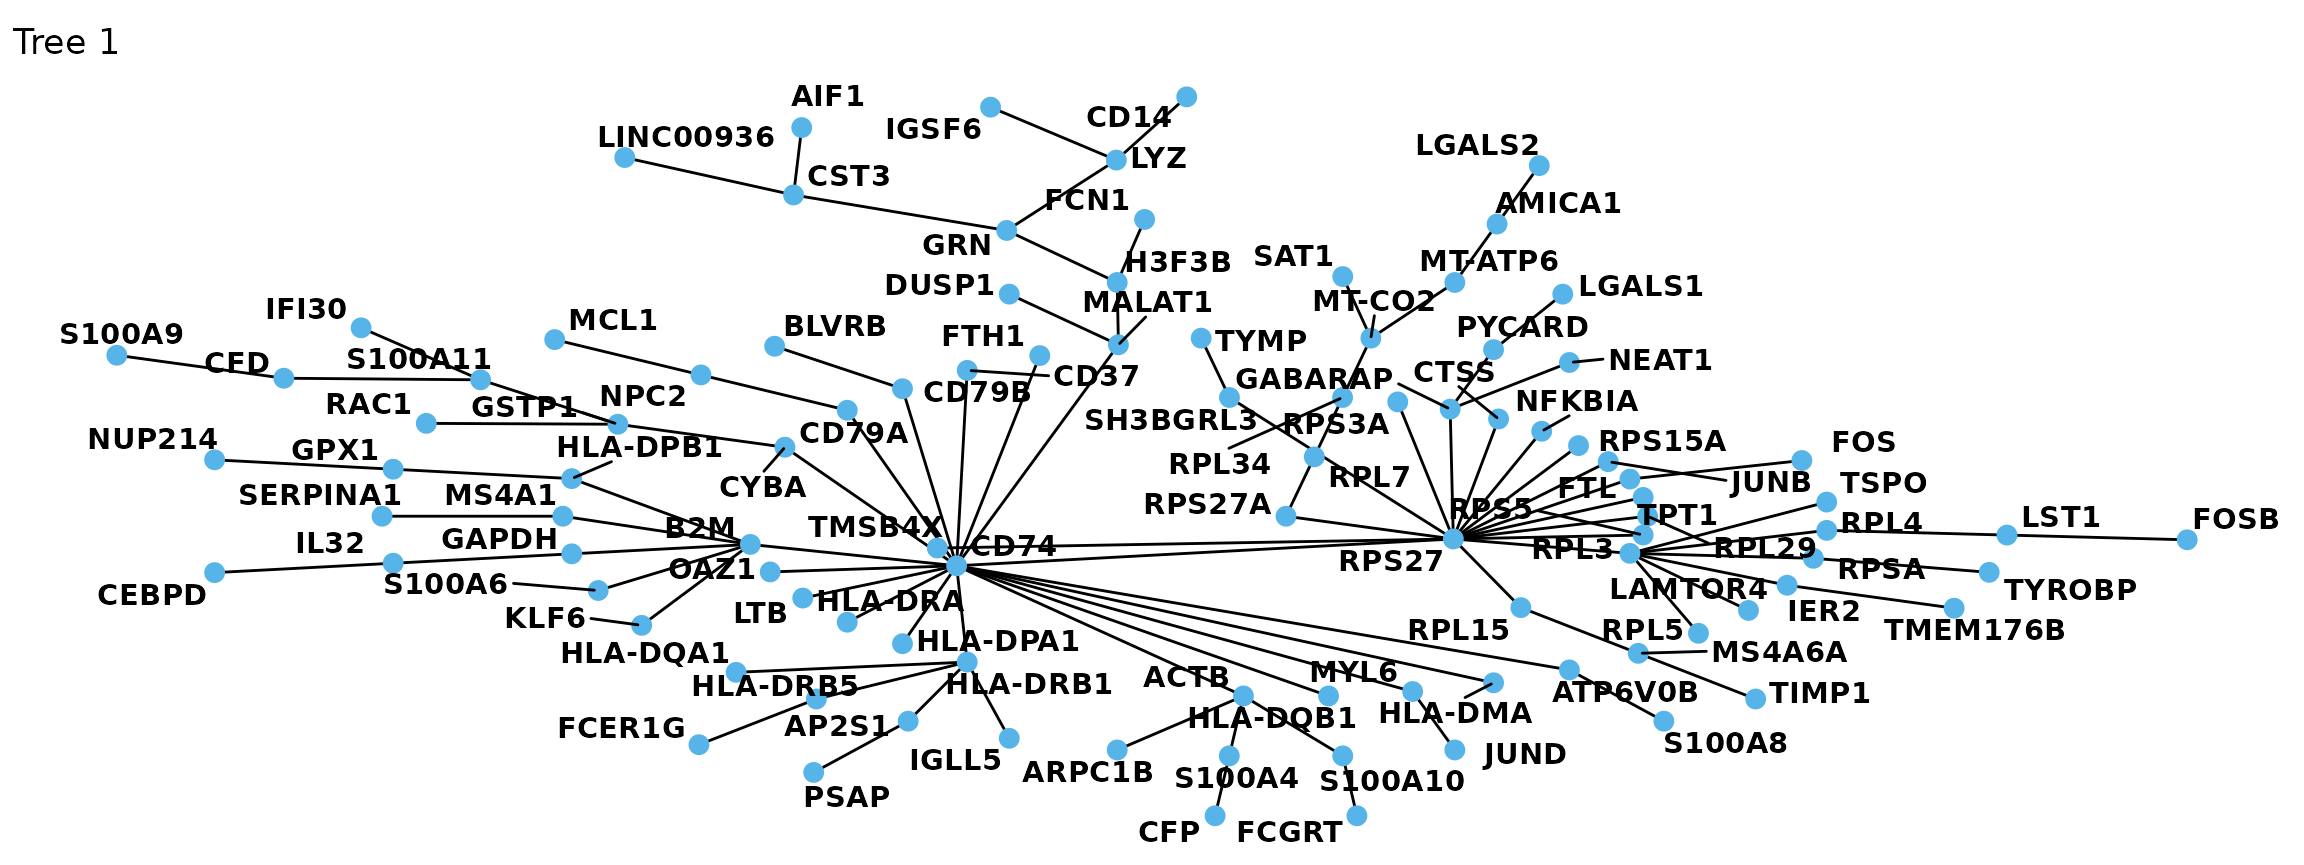 Tree 1
AIF1
LINC00936
CST3
IGSF6
CD14
LYZ
FCN1
GRN
H3F3B
DUSP1
MALAT1
LGALS2
AMICA1
SAT1
MT-ATP6
MT-CO2
LGALS1
PYCARD
S100A9
IFI30
CFD
S100A11
MCL1
BLVRB
FTH1
CD37
CD79B
TYMP
GABARAP
CTSS
NEAT1
RAC1
GSTP1
NPC2
SH3BGRL3
RPS3A
NFKBIA
NUP214
GPX1
HLA-DPB1
CD79A
RPL34
RPL7
RPS15A
FOS
JUNB
TSPO
SERPINA1
MS4A1
CYBA
RPS27A
RPS5
FTL
TPT1
RPL4
LST1
FOSB
IL32
GAPDH
B2M
TMSB4X
CD74
RPS27
RPL3
RPL29
RPSA
TYROBP
CEBPD
S100A6
OAZ1
LAMTOR4
IER2
TMEM176B
KLF6
LTB
HLA-DRA
HLA-DPA1
RPL15
RPL5
MS4A6A
HLA-DQA1
HLA-DRB5
HLA-DRB1
ACTB
MYL6
ATP6V0B
TIMP1
FCER1G
AP2S1
IGLL5
HLA-DQB1
HLA-DMA
JUND
S100A8
PSAP
ARPC1B
S100A4
S100A10
CFP
FCGRT